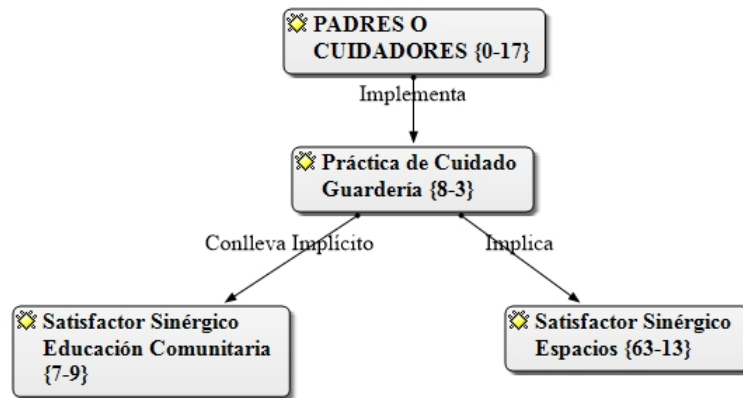 PADRES O
CUIDADORES {0-17}
Implementa
Práctica de Cuidado
Guardería {8-3}
Conlleva Implícito
Implica
Satisfactor Sinérgico
Educación Comunitaria
{7-9}
Satisfactor Sinérgico
Espacios {63-13}